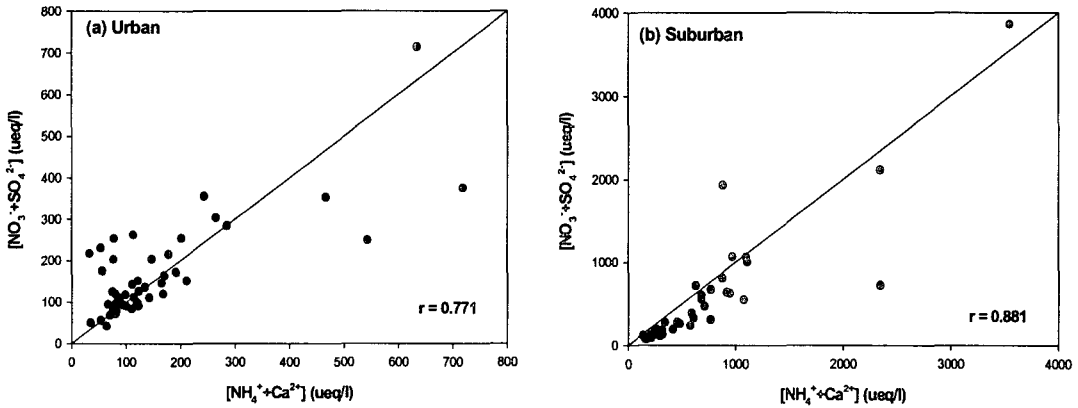 (a) Urban
800
700
600
500
400
300
200
100
0
[NO₃⁻+SO₄²⁻] (ueq/l)
r = 0.771
0 100 200 300 400 500 600 700 800
[NH₄⁺+Ca²⁺] (ueq/l)
(b) Suburban
4000
3000
2000
1000
0
[NO₃⁻+SO₄²⁻] (ueq/l)
r = 0.881
0 1000 2000 3000 4000
[NH₄⁺+Ca²⁺] (ueq/l)